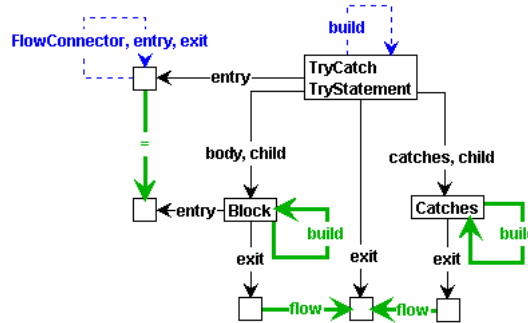 build
FlowConnector, entry, exit
TryCatch
TryStatement
entry
=
body, child
catches, child
entry
Block
Catches
build
build
exit
exit
exit
flow
flow